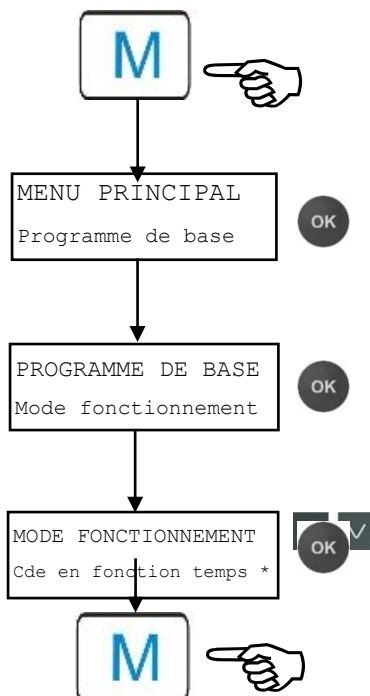 M
MENU PRINCIPAL
Programme de base
OK
PROGRAMME DE BASE
Mode fonctionnement
OK
MODE FONCTIONNEMENT
Cde en fonction temps *
OK
M